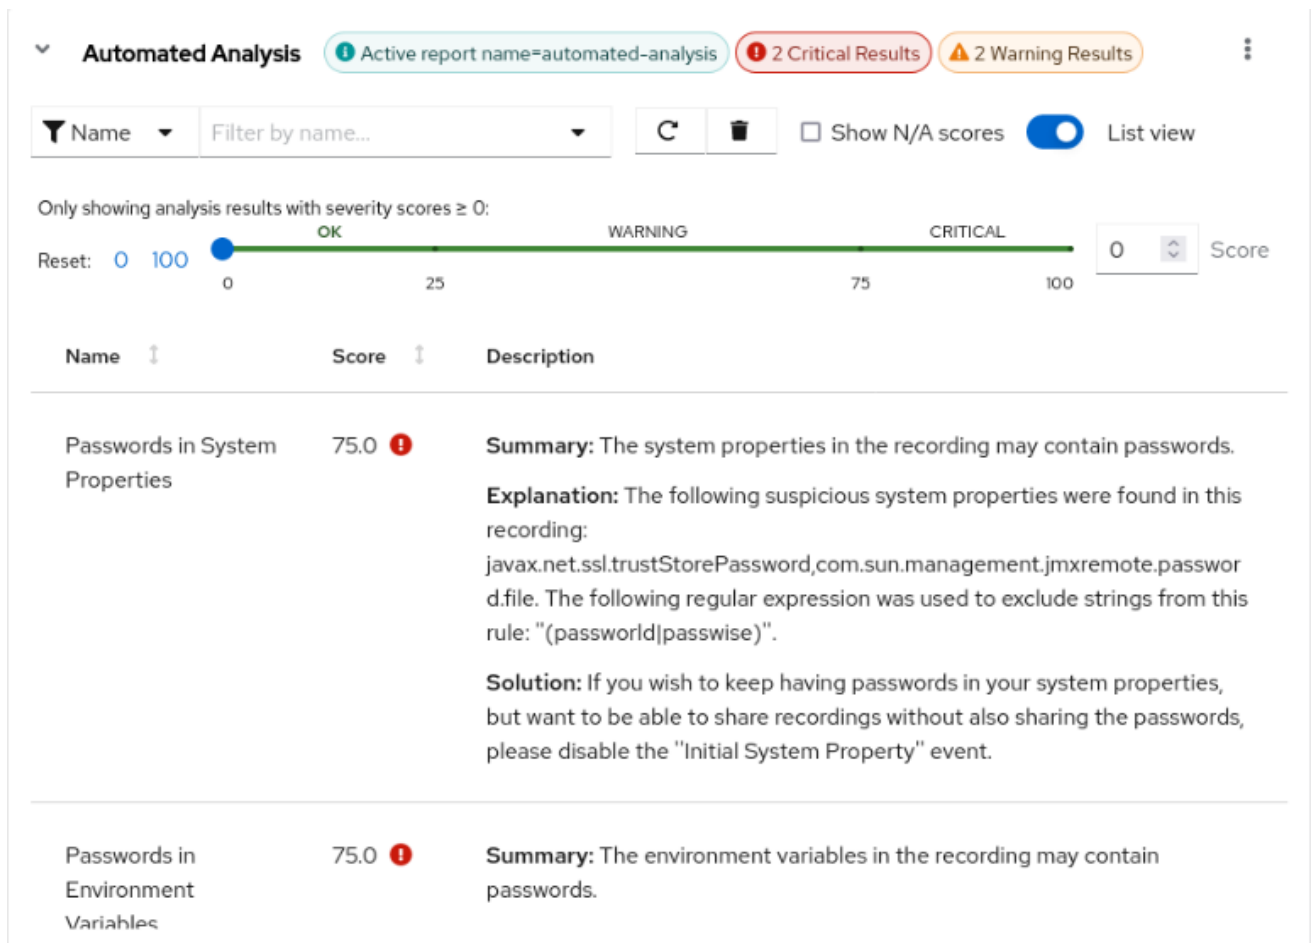 Automated Analysis Active report name=automated-analysis 2 Critical Results 2 Warning Results
Name Filter by name... Show N/A scores List view
Only showing analysis results with severity scores ≥ 0:
OK WARNING CRITICAL
Reset: 0 100 0 Score
0 25 75 100
Name Score Description
Passwords in System 75.0 Summary: The system properties in the recording may contain passwords.
Properties
Explanation: The following suspicious system properties were found in this
recording:
javax.net.ssl.trustStorePassword,com.sun.management.jmxremote.passwor
d.file. The following regular expression was used to exclude strings from this
rule: "(passworld|passwise)".
Solution: If you wish to keep having passwords in your system properties,
but want to be able to share recordings without also sharing the passwords,
please disable the "Initial System Property" event.
Passwords in 75.0 Summary: The environment variables in the recording may contain
Environment passwords.
Variables